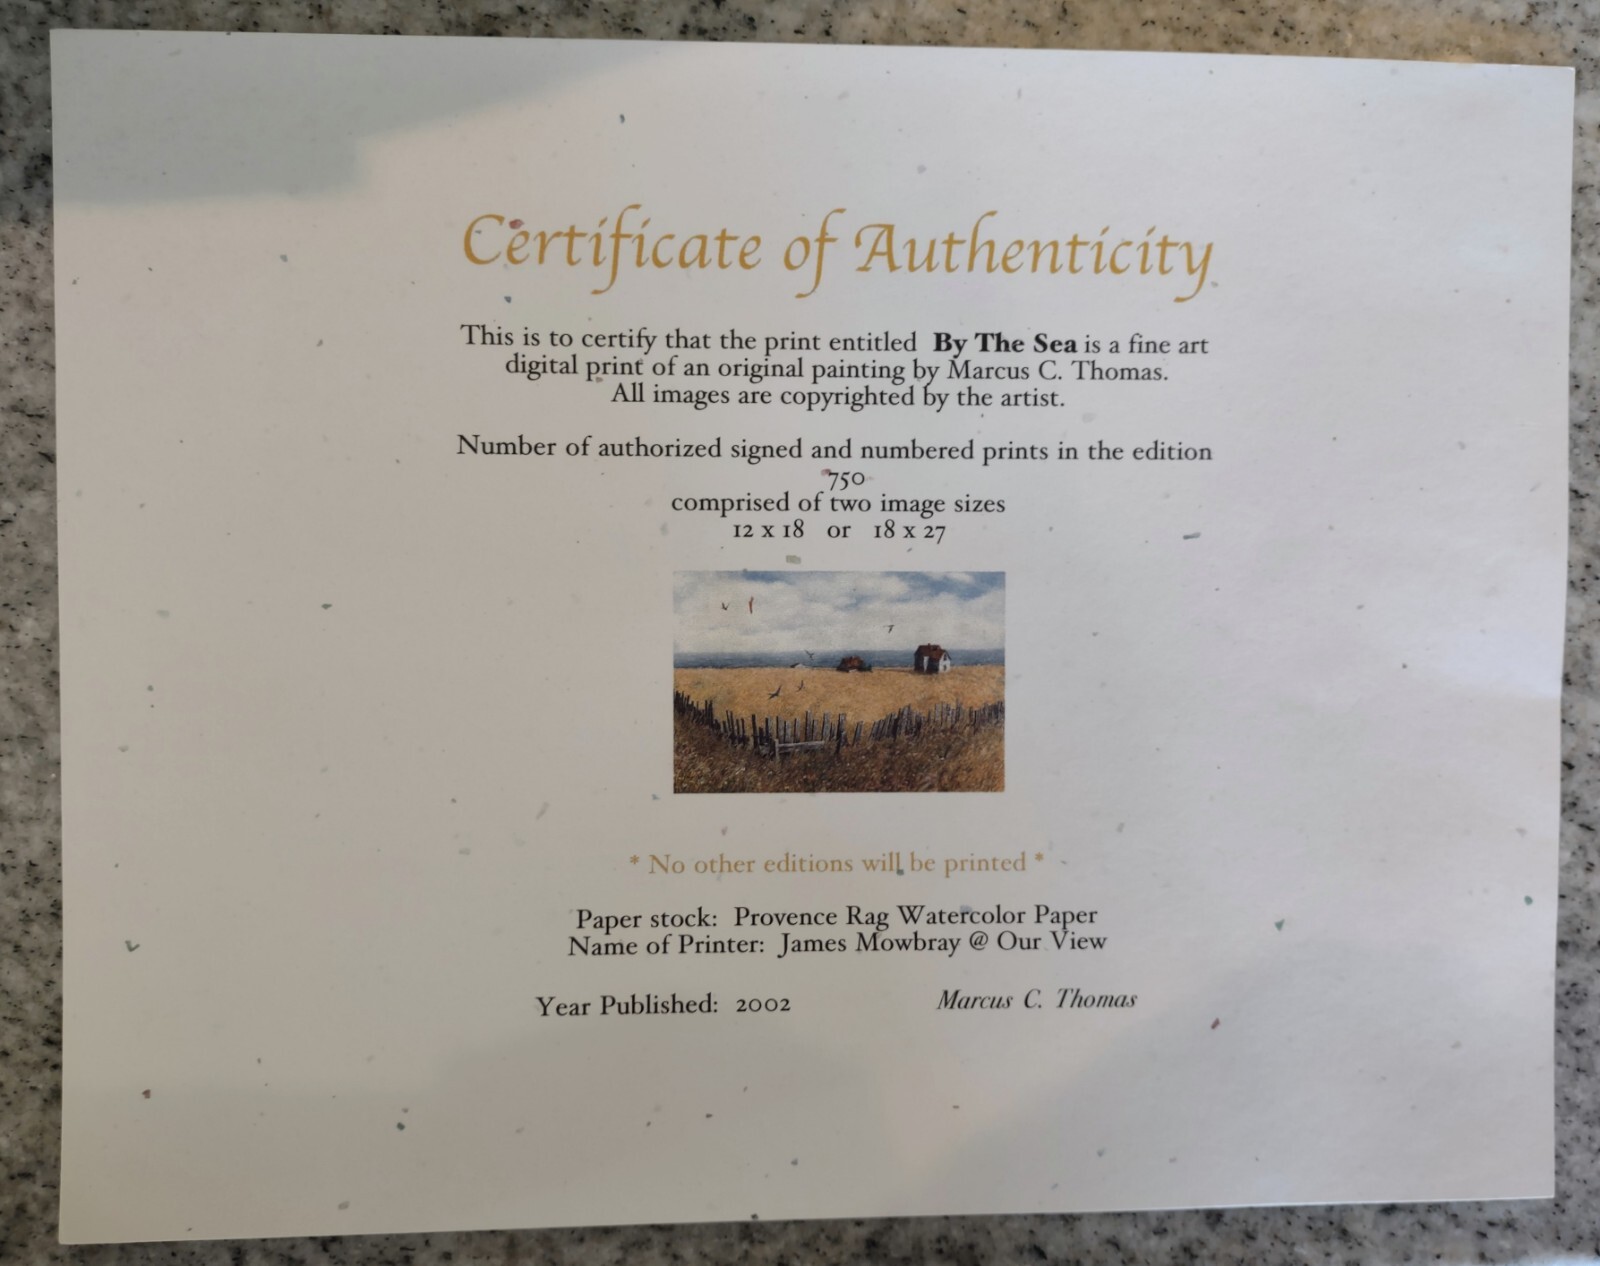 Certificate of Authenticity
This is to certify that the print entitled By The Sea is a fine art
digital print of an original painting by Marcus C. Thomas.
All images are copyrighted by the artist.
Number of authorized signed and numbered prints in the edition
750
comprised of two image sizes
12 x 18 or 18 x 27
* No other editions will be printed *
Paper stock: Provence Rag Watercolor Paper
Name of Printer: James Mowbray @ Our View
Year Published: 2002 Marcus C. Thomas